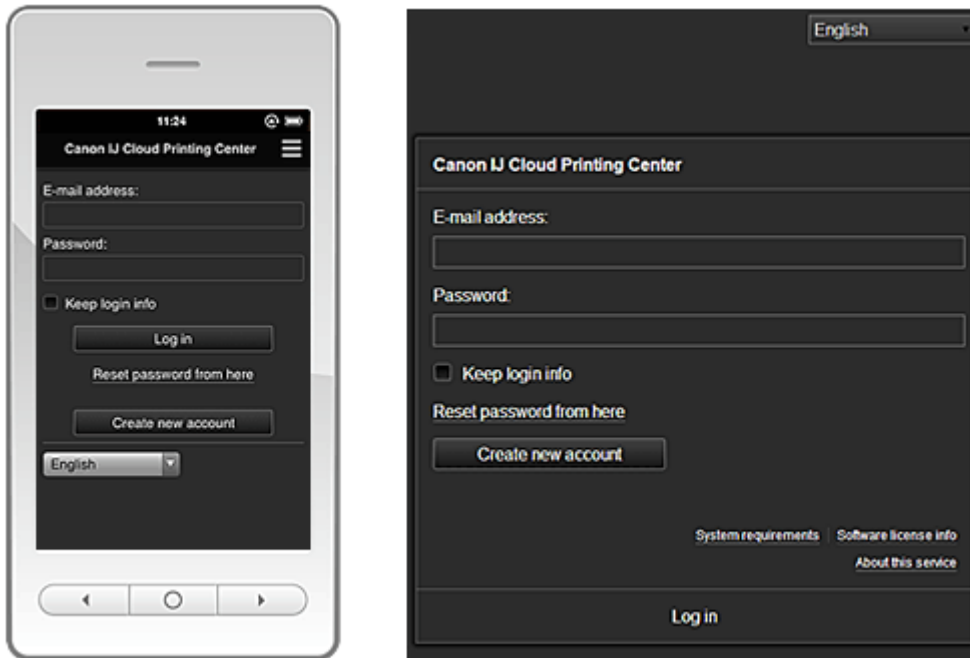 11:24
Canon IJ Cloud Printing Center
E-mail address:
Password:
Keep login info
Log in
Reset password from here
Create new account
English
English
Canon IJ Cloud Printing Center
E-mail address:
Password:
Keep login info
Reset password from here
Create new account
System requirements Software license info
About this service
Log in